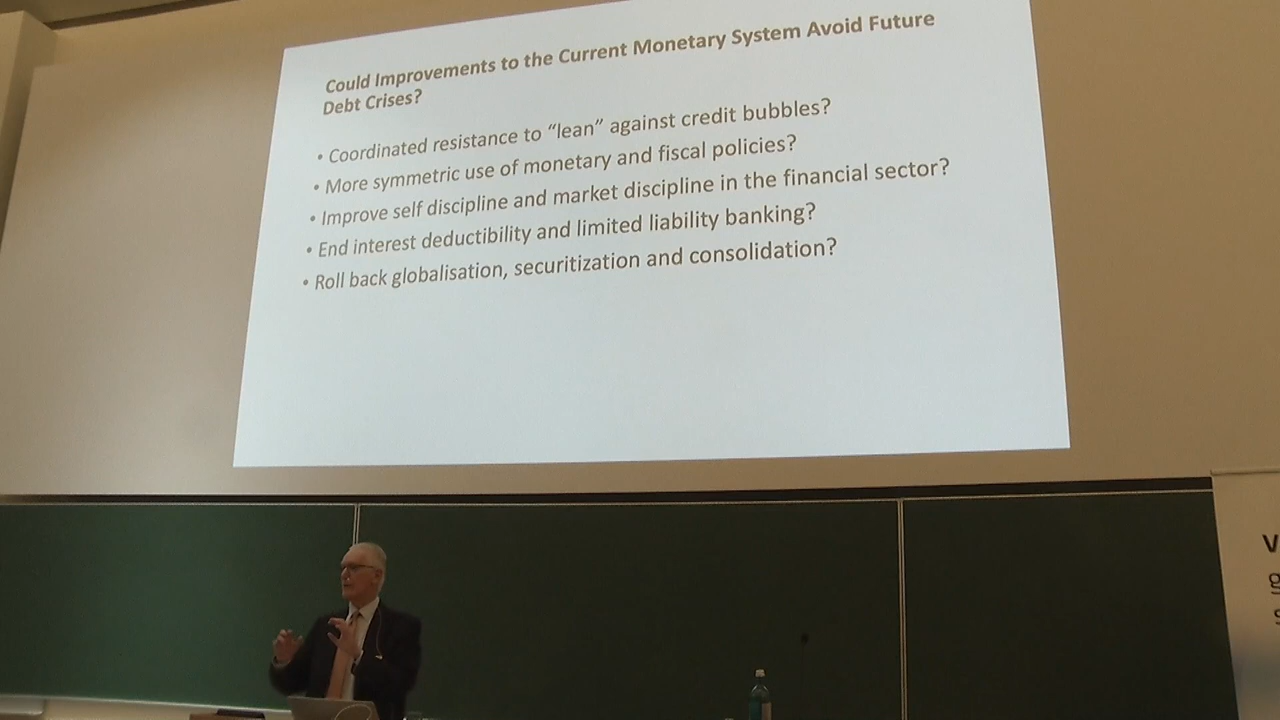 Could Improvements to the Current Monetary System Avoid Future
Debt Crises?
• Coordinated resistance to “lean” against credit bubbles?
• More symmetric use of monetary and fiscal policies?
• Improve self discipline and market discipline in the financial sector?
• End interest deductibility and limited liability banking?
• Roll back globalisation, securitization and consolidation?
V
g